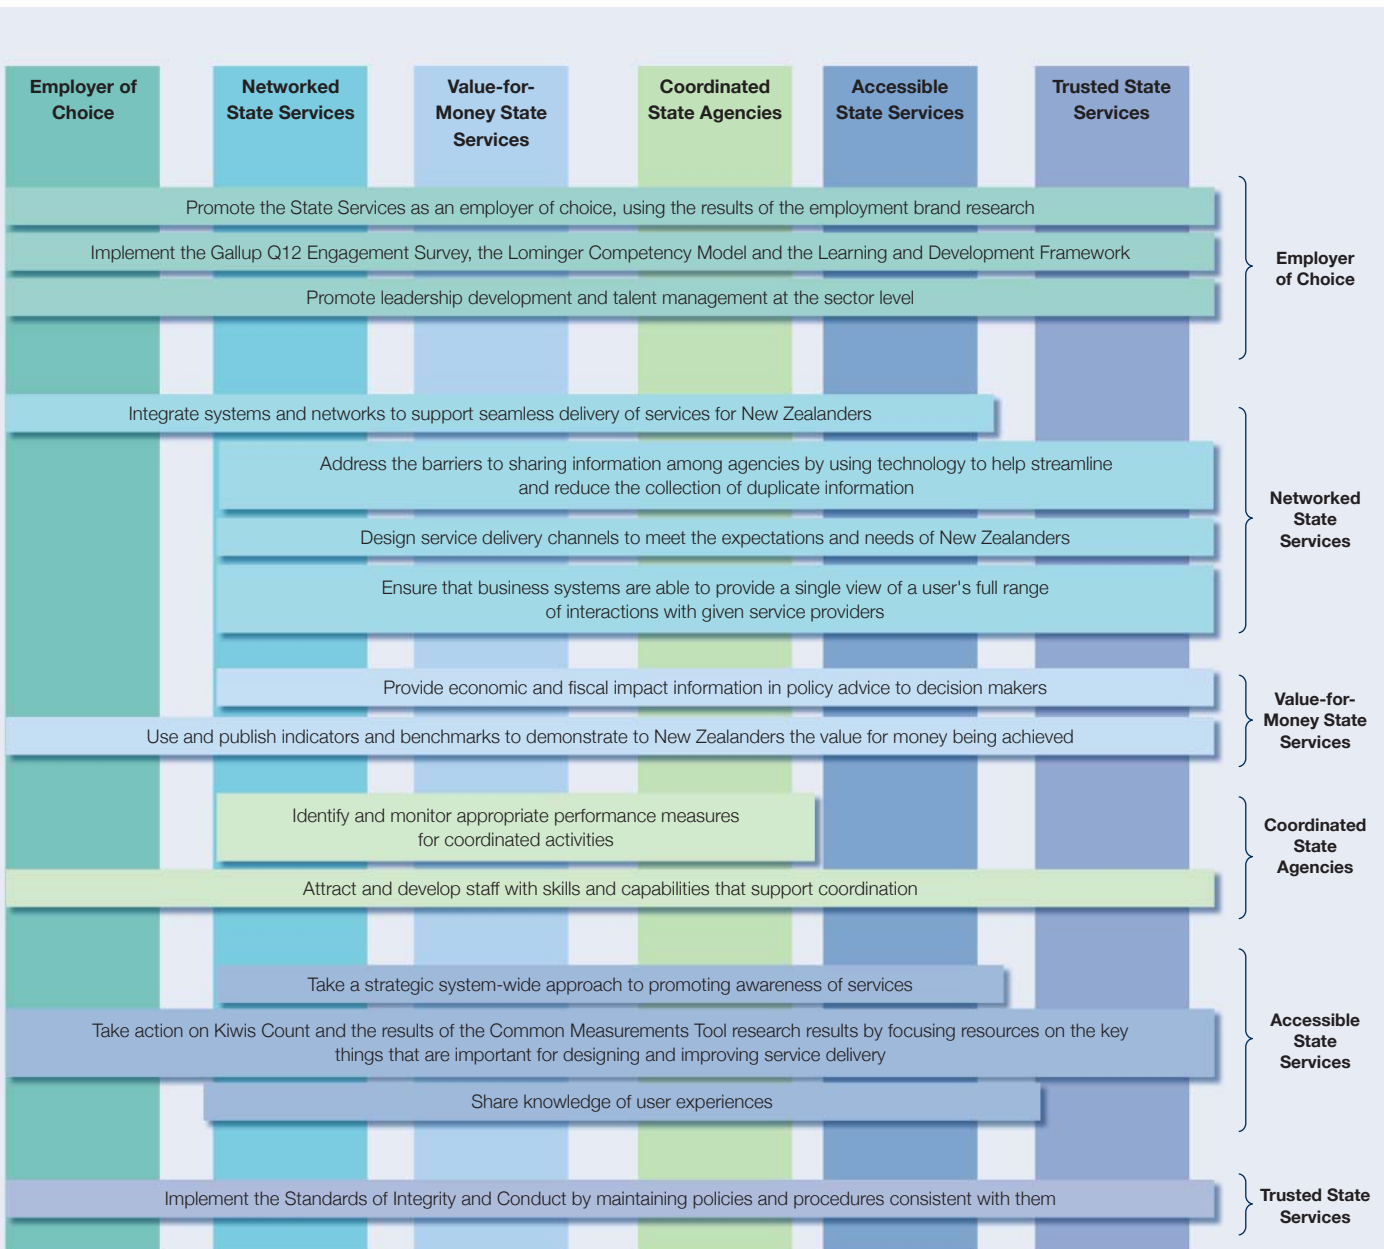 Employer of
Choice
Networked
State Services
Value-for-
Money State
Services
Coordinated
State Agencies
Accessible
State Services
Trusted State
Services
Promote the State Services as an employer of choice, using the results of the employment brand research
Implement the Gallup Q12 Engagement Survey, the Lominger Competency Model and the Learning and Development Framework
Promote leadership development and talent management at the sector level
Employer
of Choice
Integrate systems and networks to support seamless delivery of services for New Zealanders
Address the barriers to sharing information among agencies by using technology to help streamline
and reduce the collection of duplicate information
Design service delivery channels to meet the expectations and needs of New Zealanders
Ensure that business systems are able to provide a single view of a user's full range
of interactions with given service providers
Networked
State
Services
Provide economic and fiscal impact information in policy advice to decision makers
Use and publish indicators and benchmarks to demonstrate to New Zealanders the value for money being achieved
Value-for-
Money State
Services
Identify and monitor appropriate performance measures
for coordinated activities
Attract and develop staff with skills and capabilities that support coordination
Coordinated
State
Agencies
Take a strategic system-wide approach to promoting awareness of services
Take action on Kiwis Count and the results of the Common Measurements Tool research results by focusing resources on the key
things that are important for designing and improving service delivery
Share knowledge of user experiences
Accessible
State
Services
Implement the Standards of Integrity and Conduct by maintaining policies and procedures consistent with them
Trusted State
Services